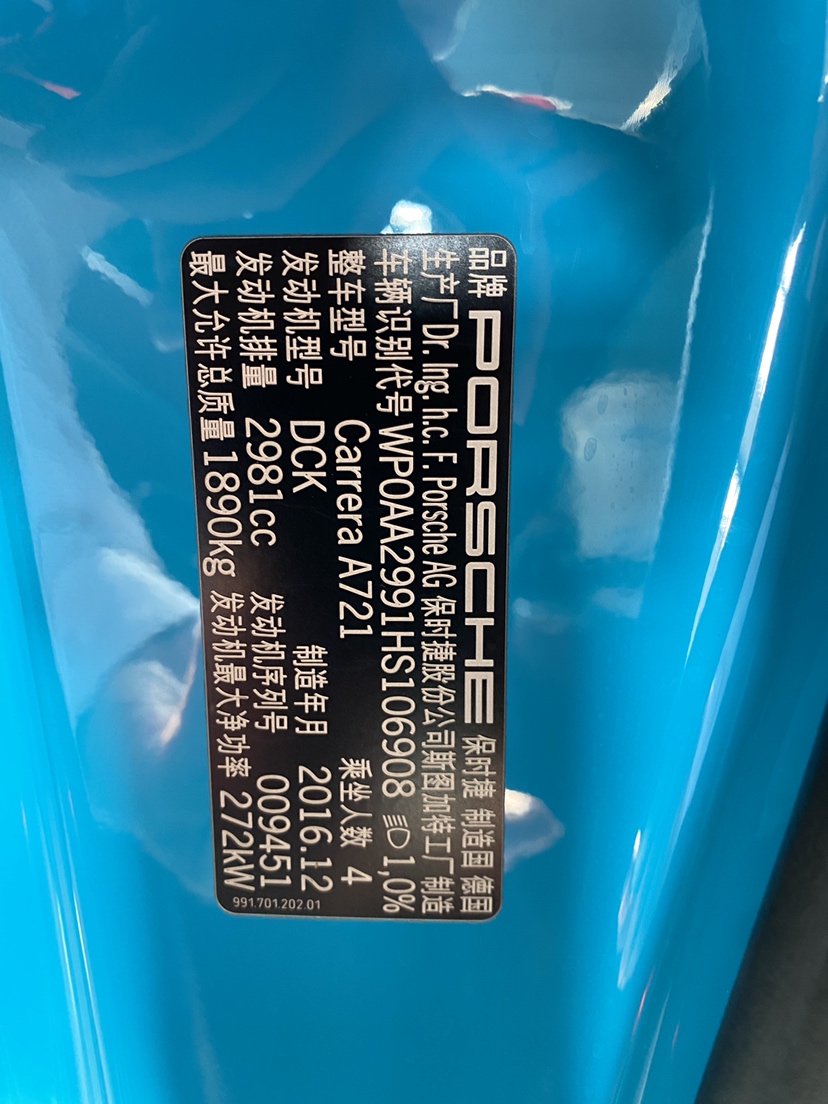 品牌 PORSCHE 保时捷 制造国 德国
生产厂 Dr. Ing. h.c. F. Porsche AG 保时捷股份公司斯图加特工厂制造
车辆识别代号 WP0AA2991HS106908 1,0%
整车型号 Carrera A721 乘坐人数 4
发动机型号 DCK 制造年月 2016.12
发动机排量 2981cc 发动机序列号 009451
最大允许总质量 1890kg 发动机最大净功率 272kW
991.701.202.01